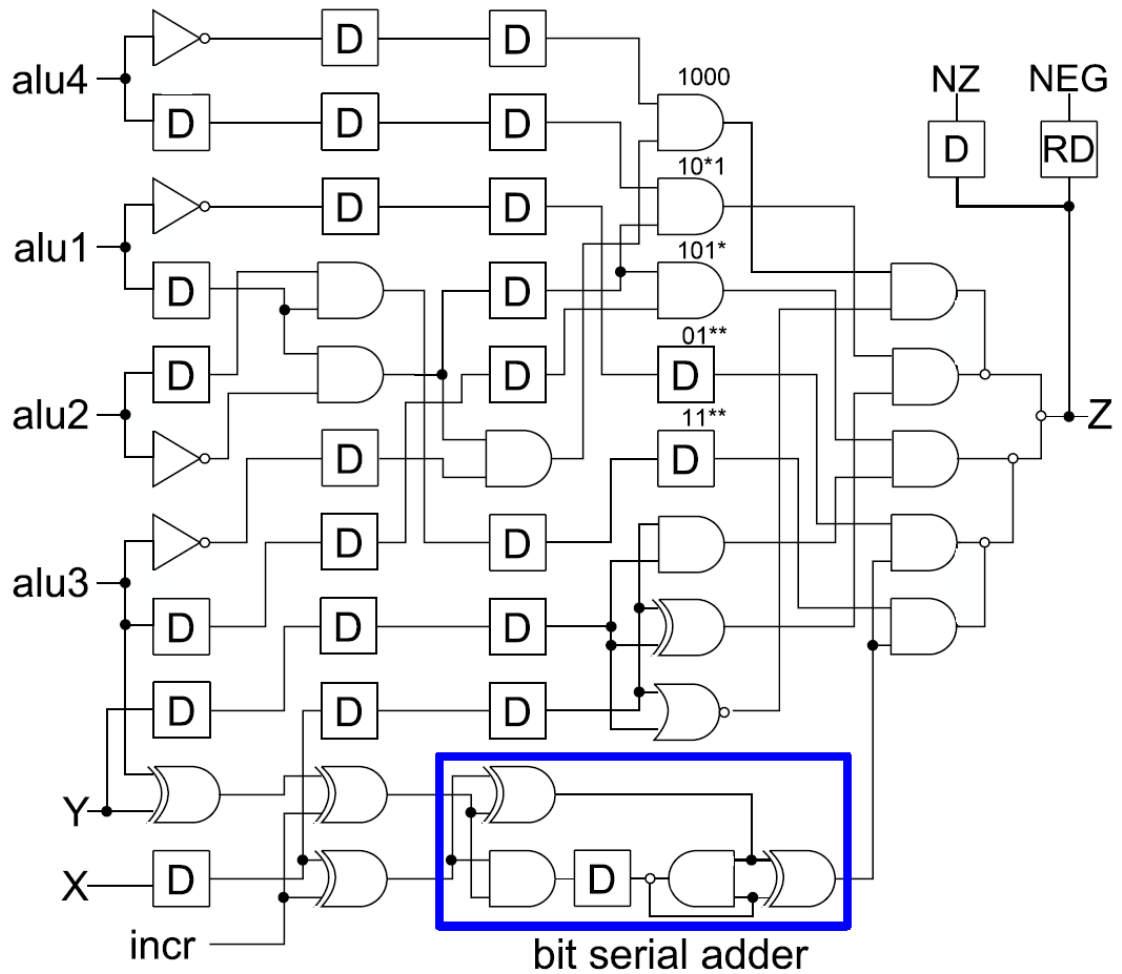 D D
alu4
1000
NZ NEG
D D D
D RD
10*1
D D
alu1
101*
D D
01**
D D D
alu2
11**
Z
D D
D D
alu3
D D D
D D D
Y
X D D
incr
bit serial adder